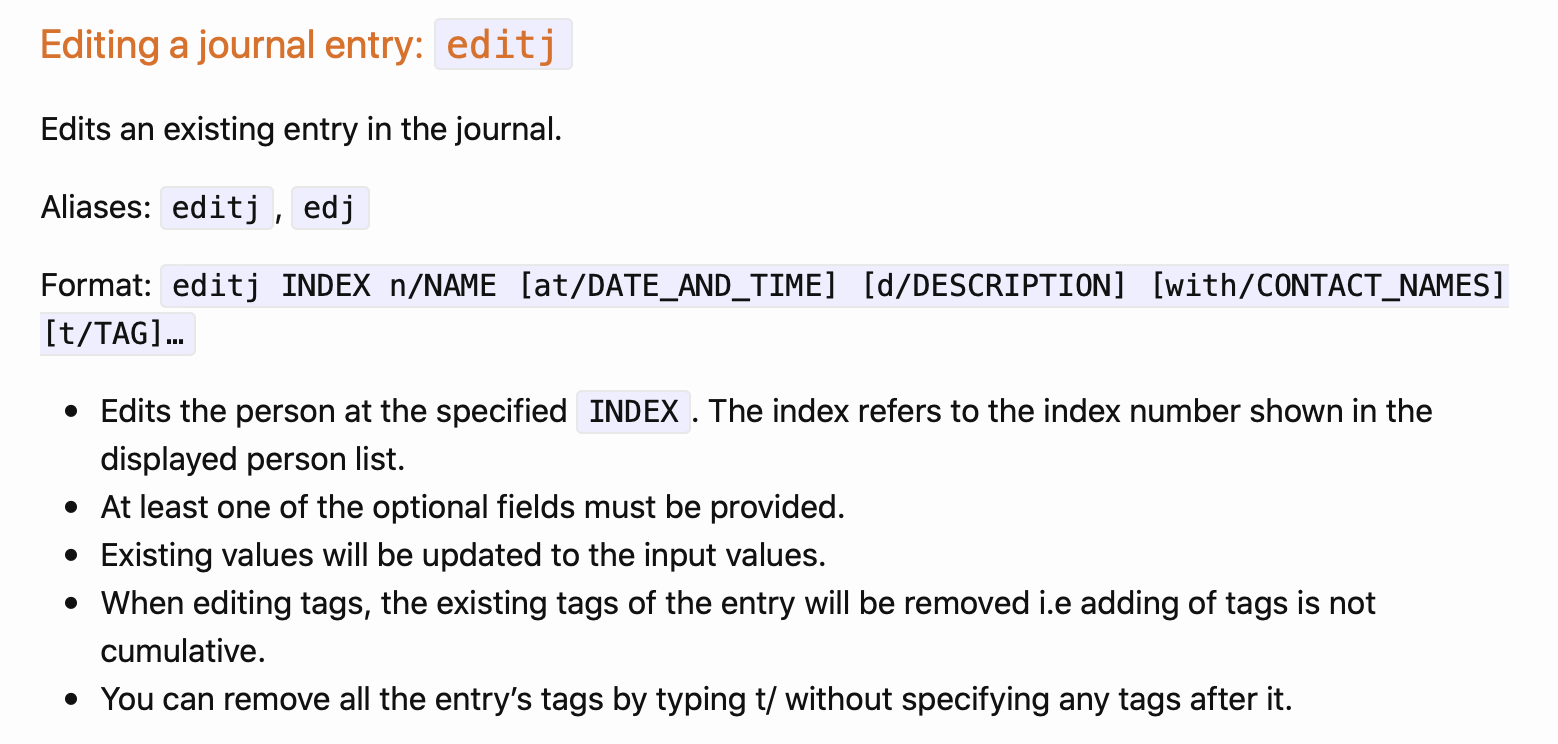 Editing a journal entry: editj
Edits an existing entry in the journal.
Aliases: editj, edj
Format: editj INDEX n/NAME [at/DATE_AND_TIME] [d/DESCRIPTION] [with/CONTACT_NAMES]
[t/TAG]…
• Edits the person at the specified INDEX. The index refers to the index number shown in the
displayed person list.
• At least one of the optional fields must be provided.
• Existing values will be updated to the input values.
• When editing tags, the existing tags of the entry will be removed i.e adding of tags is not
cumulative.
• You can remove all the entry’s tags by typing t/ without specifying any tags after it.